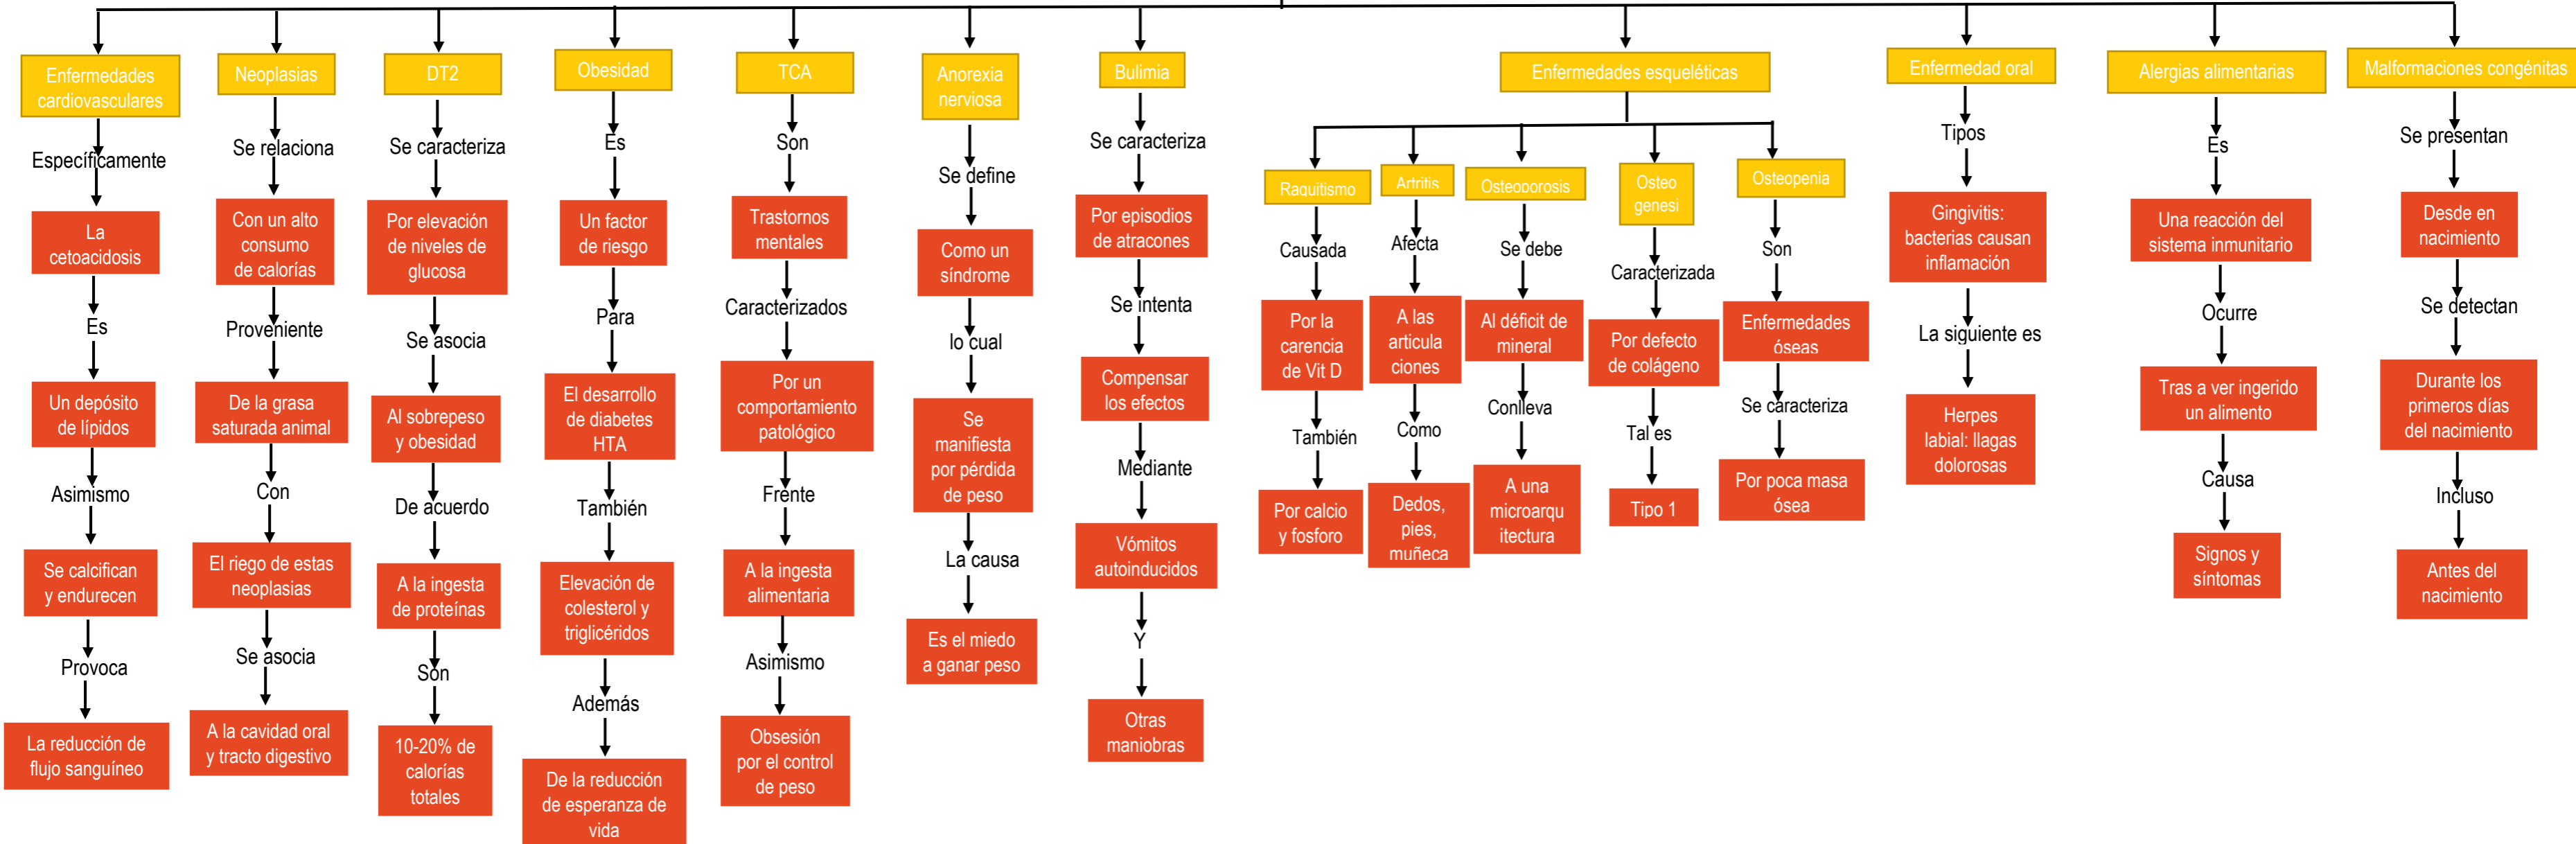 Enfermedades
cardiovasculares
Específicamente
La
cetoacidosis
Es
Un depósito
de lípidos
Asimismo
Se calcifican
y endurecen
Provoca
La reducción de
flujo sanguíneo
Neoplasias
Se relaciona
Con un alto
consumo
de calorías
Proveniente
De la grasa
saturada animal
Con
El riego de estas
neoplasias
Se asocia
A la cavidad oral
y tracto digestivo
DT2
Se caracteriza
Por elevación
de niveles de
glucosa
Se asocia
Al sobrepeso
y obesidad
De acuerdo
A la ingesta
de proteínas
Son
10-20% de
calorías
totales
Obesidad
Es
Un factor
de riesgo
Para
El desarrollo
de diabetes
HTA
También
Elevación de
colesterol y
triglicéridos
Además
De la reducción
de esperanza de
vida
TCA
Son
Trastornos
mentales
Caracterizados
Por un
comportamiento
patológico
Frente
A la ingesta
alimentaria
Asimismo
Obsesión
por el control
de peso
Anorexia
nerviosa
Se define
Como un
síndrome
lo cual
Se
manifiesta
por pérdida
de peso
La causa
Es el miedo
a ganar peso
Bulimia
Se caracteriza
Por episodios
de atracones
Se intenta
Compensar
los efectos
Mediante
Vómitos
autoinducidos
Y
Otras
maniobras
Enfermedades esqueléticas
Raquitismo
Causada
Por la
carencia
de Vit D
También
Por calcio
y fosforo
Artritis
Afecta
A las
articula
ciones
Como
Dedos,
pies,
muñeca
Osteoporosis
Se debe
Al déficit de
mineral
Conlleva
A una
microarqu
itectura
Osteo
genesi
Caracterizada
Por defecto
de colágeno
Tal es
Tipo 1
Osteopenia
Son
Enfermedades
óseas
Se caracteriza
Por poca masa
ósea
Enfermedad oral
Tipos
Gingivitis:
bacterias causan
inflamación
La siguiente es
Herpes
labial: llagas
dolorosas
Alergias alimentarias
Es
Una reacción del
sistema inmunitario
Ocurre
Tras a ver ingerido
un alimento
Causa
Signos y
síntomas
Malformaciones congénitas
Se presentan
Desde en
nacimiento
Se detectan
Durante los
primeros días
del nacimiento
Incluso
Antes del
nacimiento